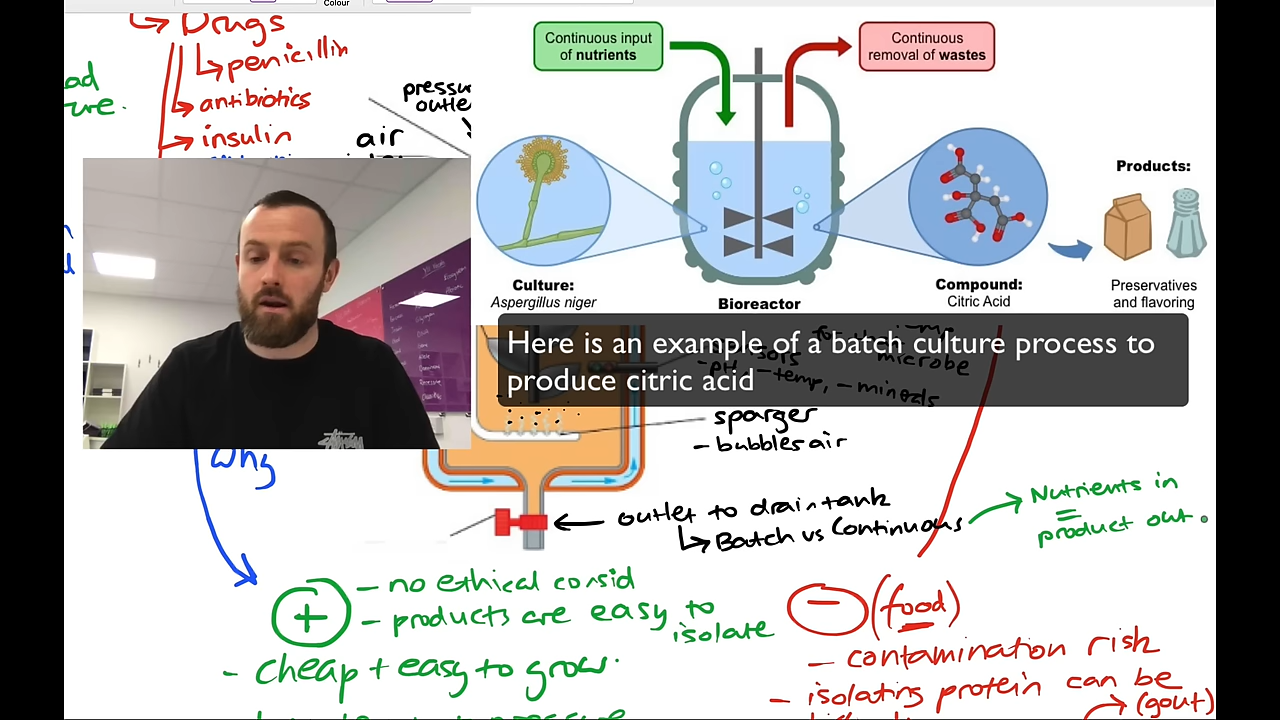 Colour
Drugs
penicillin
antibiotics
insulin
air
Continuous input
of nutrients
Continuous
removal of wastes
Culture:
Aspergillus niger
Bioreactor
Compound:
Citric Acid
Products:
Preservatives
and flavoring
Here is an example of a batch culture process to
produce citric acid
microbe
- pH - temp, - minerals
sparger
- bubbles air
outlet to drain tank
Batch vs Continuous
Nutrients in
=
product out
Why
+
- no ethical consid
- products are easy to
isolate
- cheap + easy to grow
- (food)
- contamination risk
- isolating protein can be
(gout)